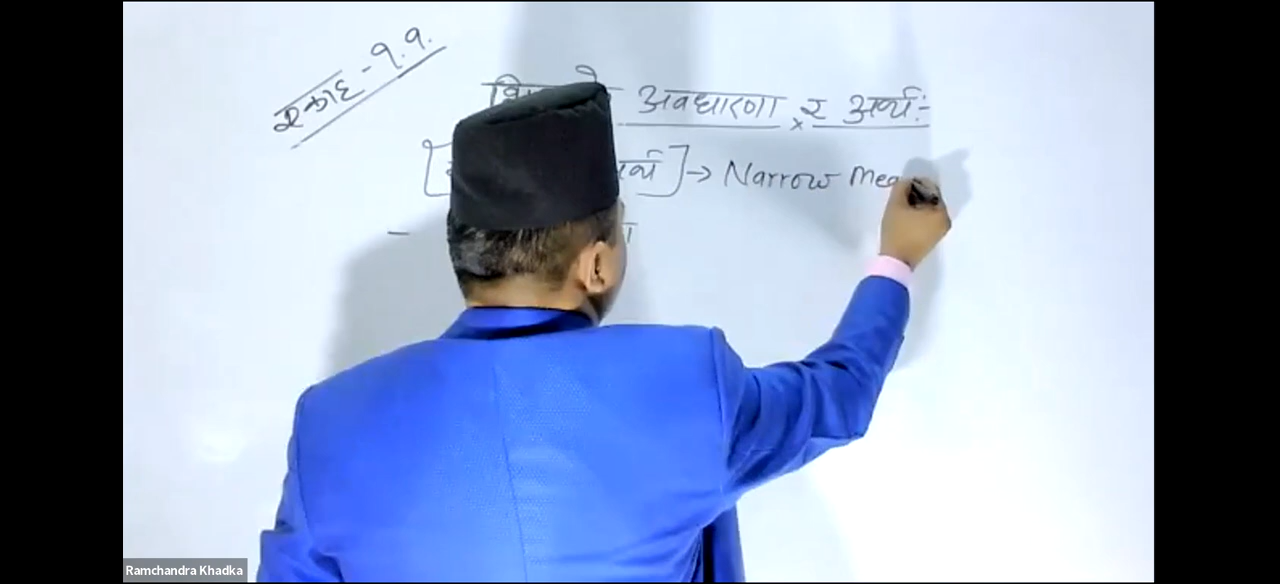 एकाइ - १.१.
अवधारणा र अर्थ:-
] → Narrow Mea
-
Ramchandra Khadka